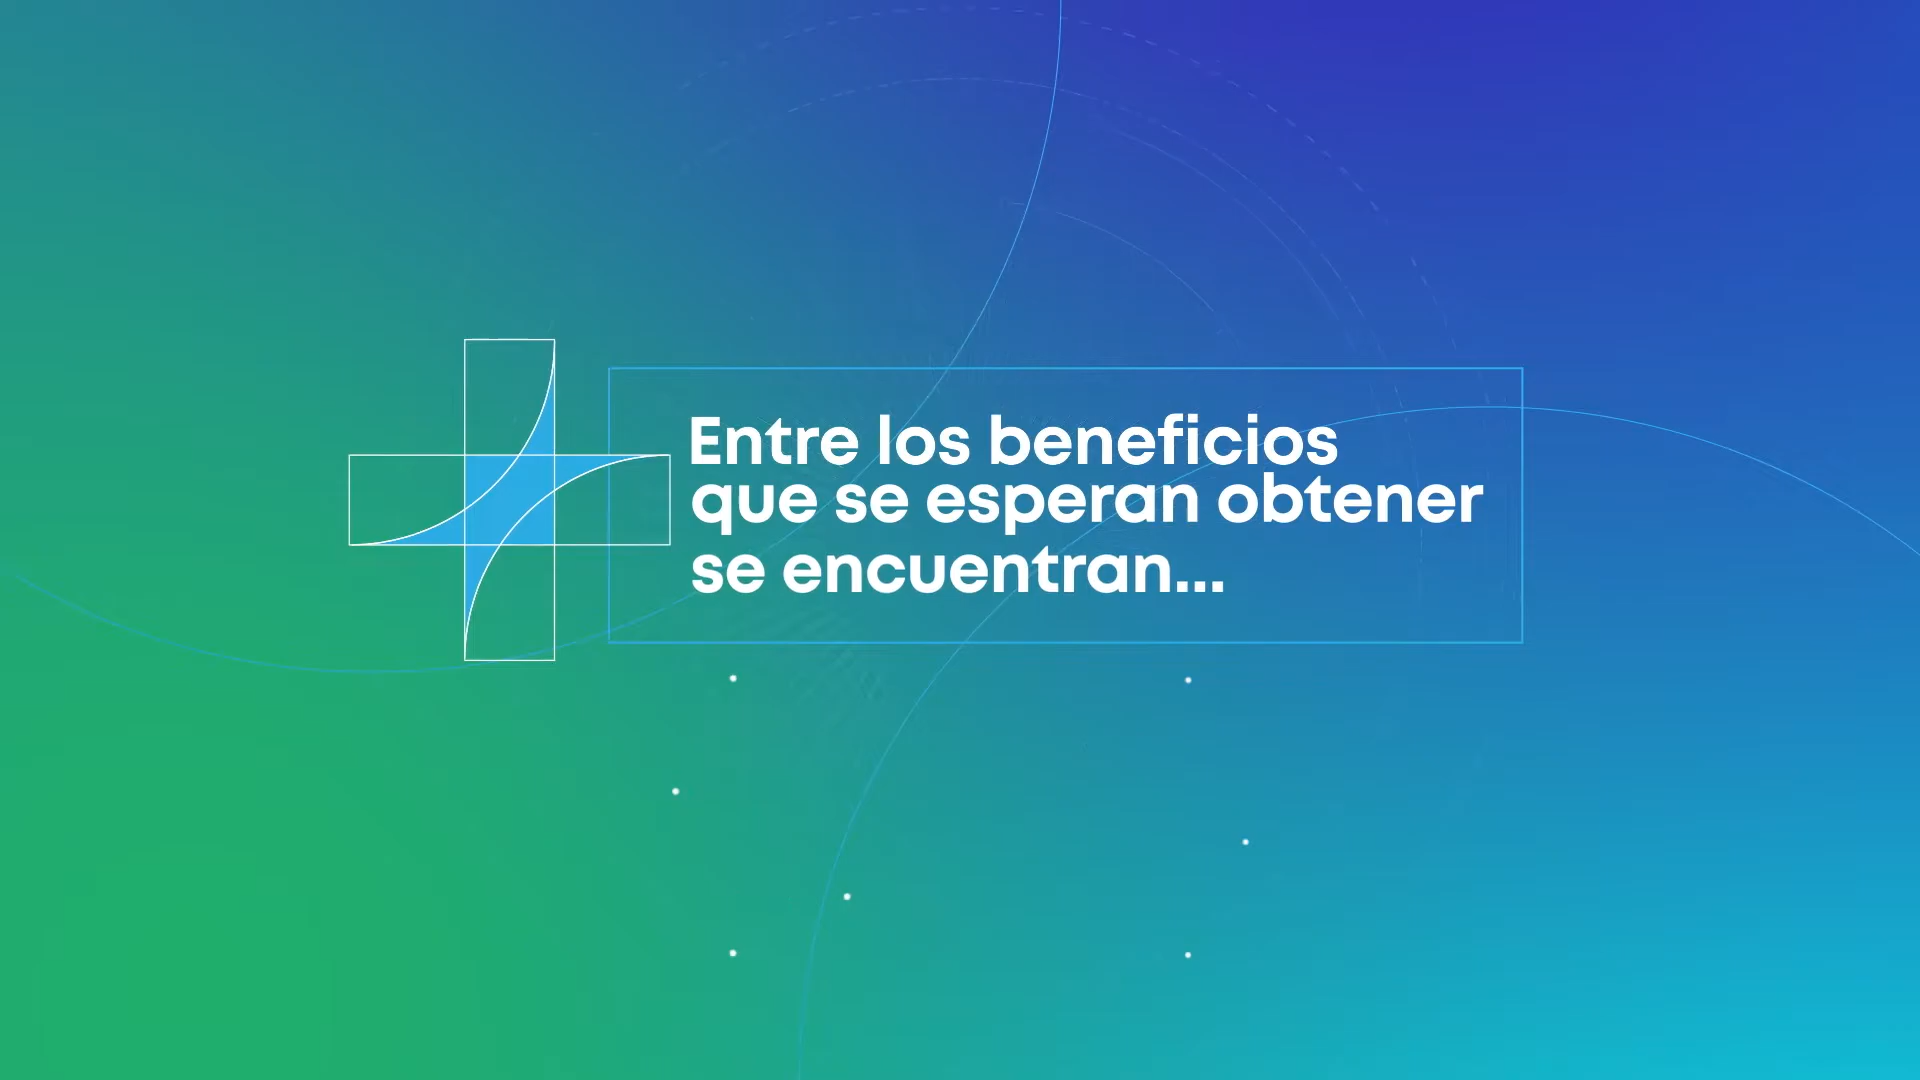 Entre los beneficios
que se esperan obtener
se encuentran...